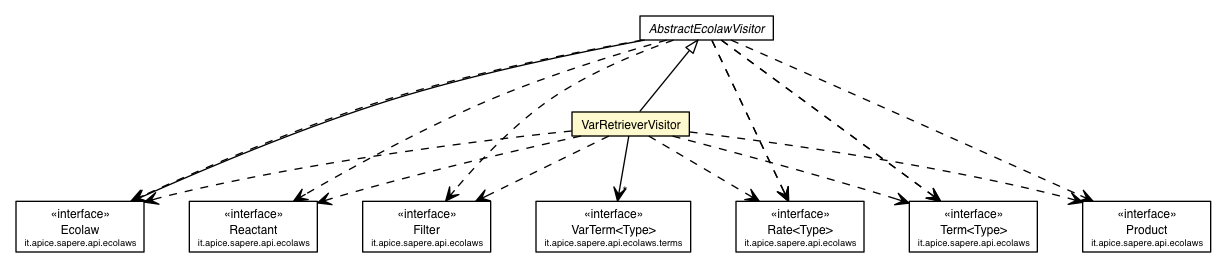 AbstractEcolawVisitor
VarRetrieverVisitor
«interface»
Ecolaw
it.apice.sapere.api.ecolaws
«interface»
Reactant
it.apice.sapere.api.ecolaws
«interface»
Filter
it.apice.sapere.api.ecolaws
«interface»
VarTerm<Type>
it.apice.sapere.api.ecolaws.terms
«interface»
Rate<Type>
it.apice.sapere.api.ecolaws
«interface»
Term<Type>
it.apice.sapere.api.ecolaws
«interface»
Product
it.apice.sapere.api.ecolaws